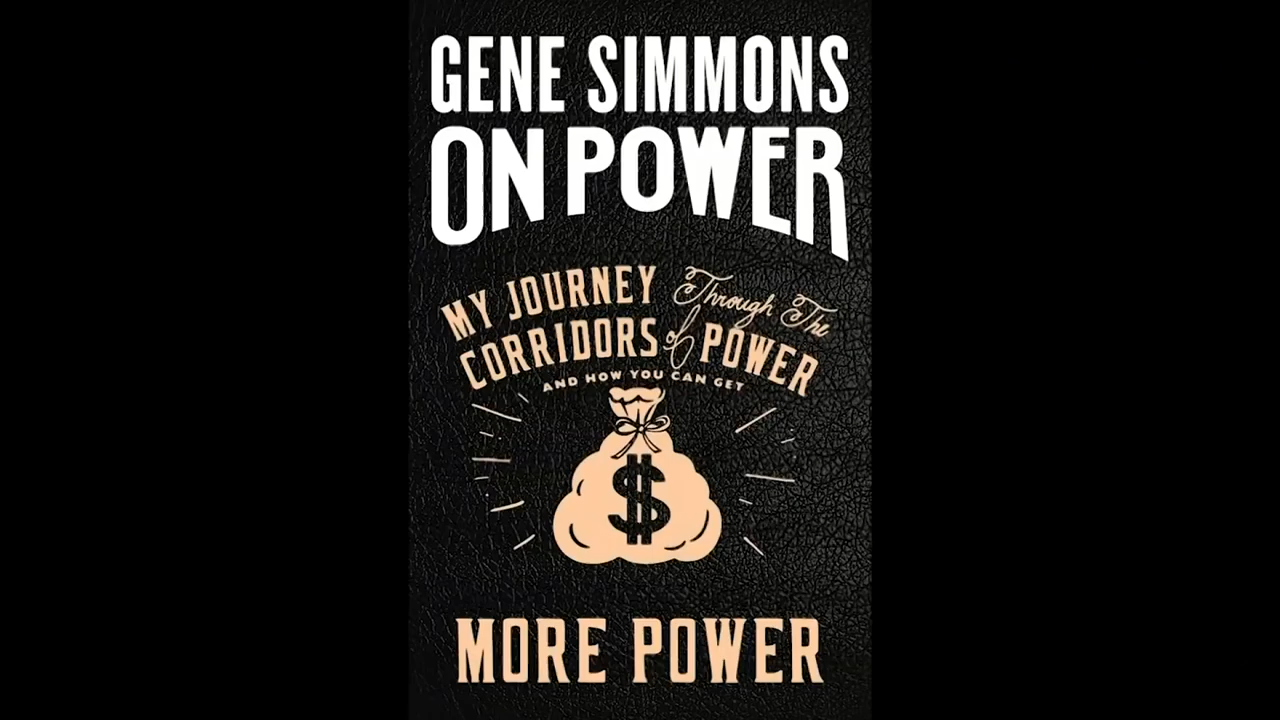 GENE SIMMONS
ON POWER
MY JOURNEY Through The
CORRIDORS of POWER
AND HOW YOU CAN GET
$
MORE POWER